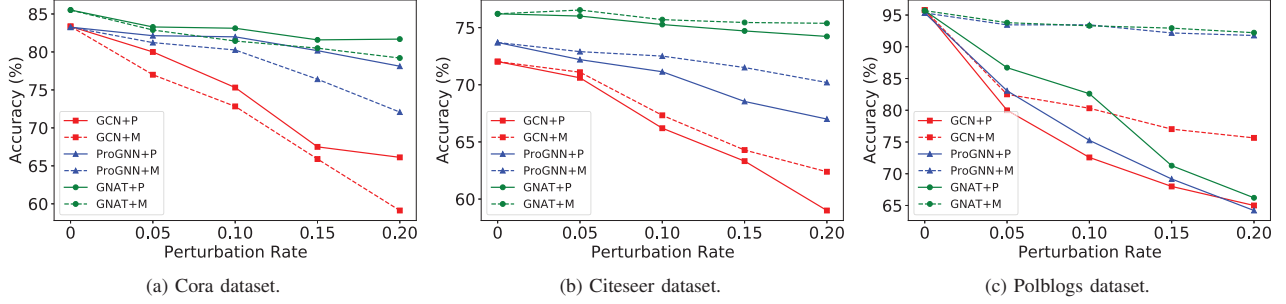 85
80
75
70
65
60
Accuracy (%)
GCN+P
GCN+M
ProGNN+P
ProGNN+M
GNAT+P
GNAT+M
0 0.05 0.10 0.15 0.20
Perturbation Rate
(a) Cora dataset.
75
70
65
60
Accuracy (%)
GCN+P
GCN+M
ProGNN+P
ProGNN+M
GNAT+P
GNAT+M
0 0.05 0.10 0.15 0.20
Perturbation Rate
(b) Citeseer dataset.
95
90
85
80
75
70
65
Accuracy (%)
GCN+P
GCN+M
ProGNN+P
ProGNN+M
GNAT+P
GNAT+M
0 0.05 0.10 0.15 0.20
Perturbation Rate
(c) Polblogs dataset.